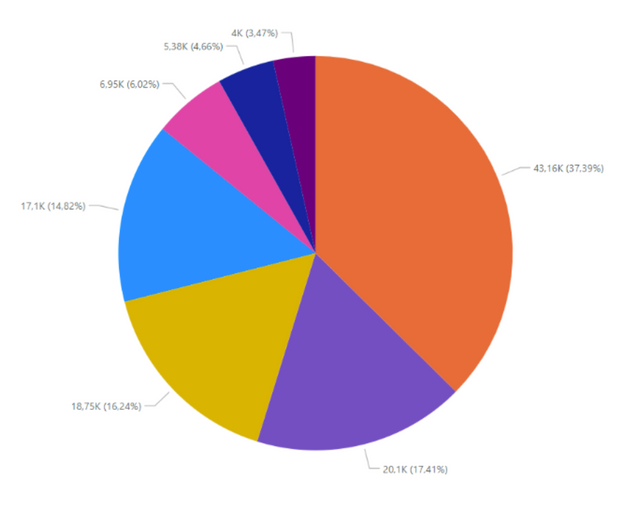 4K (3,47%)
5,38K (4,66%)
6,95K (6,02%)
43,16K (37,39%)
17,1K (14,82%)
18,75K (16,24%)
20,1K (17,41%)